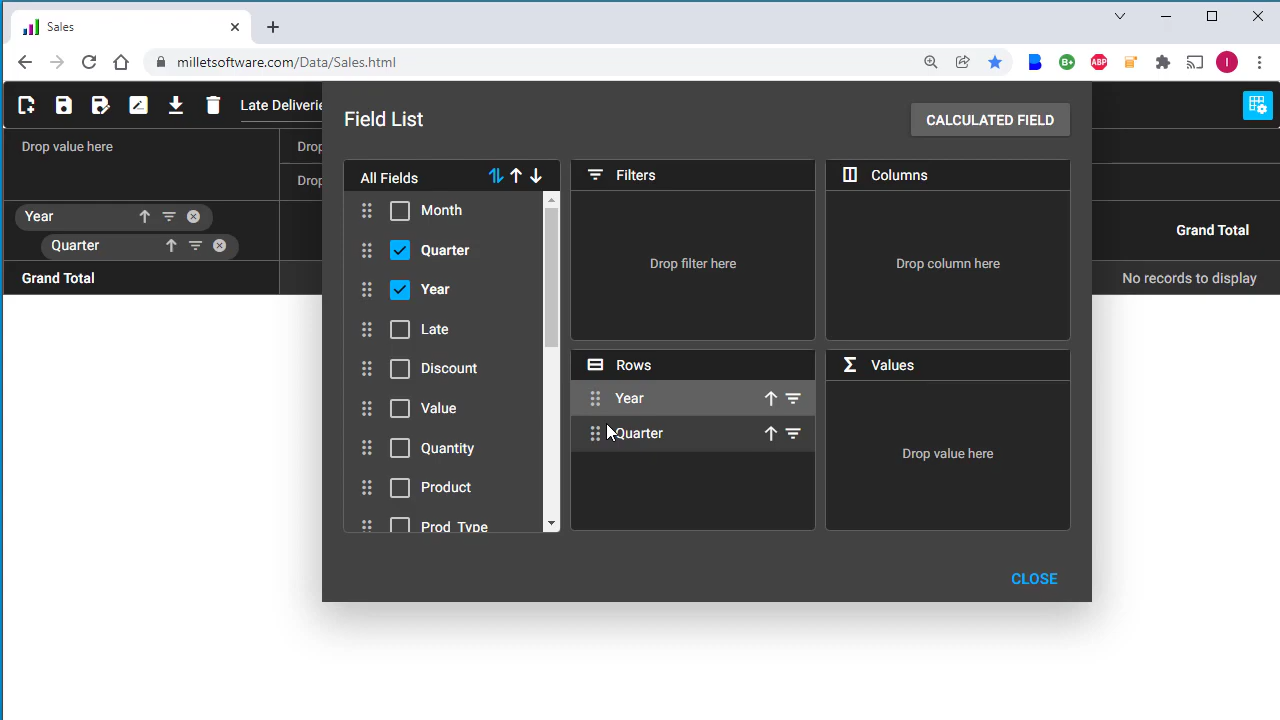 Sales
milletsoftware.com/Data/Sales.html
B+
ABP
I
Late Deliverie
Field List
CALCULATED FIELD
Drop value here
Drop
Drop
All Fields
Filters
Columns
Month
Quarter
Year
Late
Discount
Value
Quantity
Product
Prod_Type
Drop filter here
Drop column here
Year
Quarter
Grand Total
Grand Total
No records to display
Rows
Values
Year
Quarter
Drop value here
CLOSE